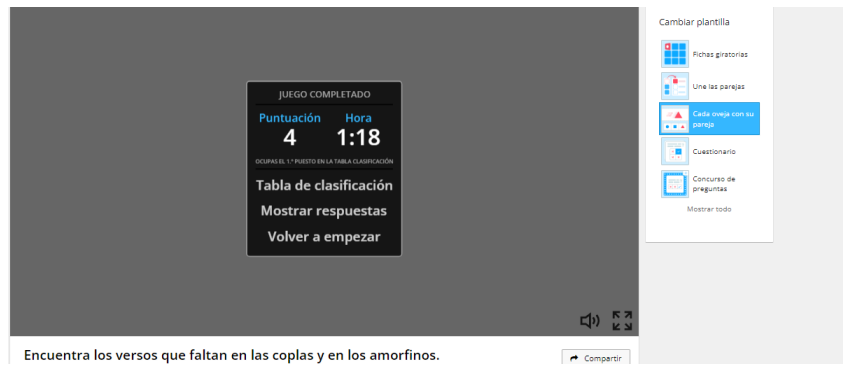 JUEGO COMPLETADO
Puntuación Hora
4 1:18
OCUPAS EL 1.º PUESTO EN LA TABLA CLASIFICACIÓN
Tabla de clasificación
Mostrar respuestas
Volver a empezar
Encuentra los versos que faltan en las coplas y en los amorfinos.
Compartir
Cambiar plantilla
Fichas giratorias
Une las parejas
Cada oveja con su
pareja
Cuestionario
Concurso de
preguntas
Mostrar todo